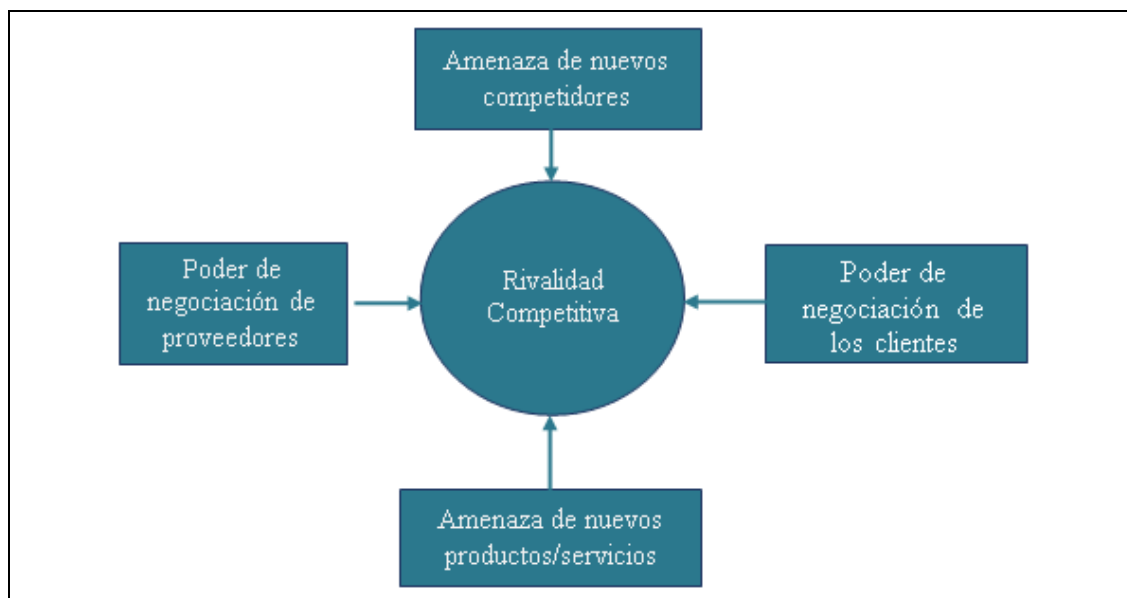 Amenaza de nuevos
competidores
Poder de
negociación de
proveedores
Rivalidad
Competitiva
Poder de
negociación de
los clientes
Amenaza de nuevos
productos/servicios